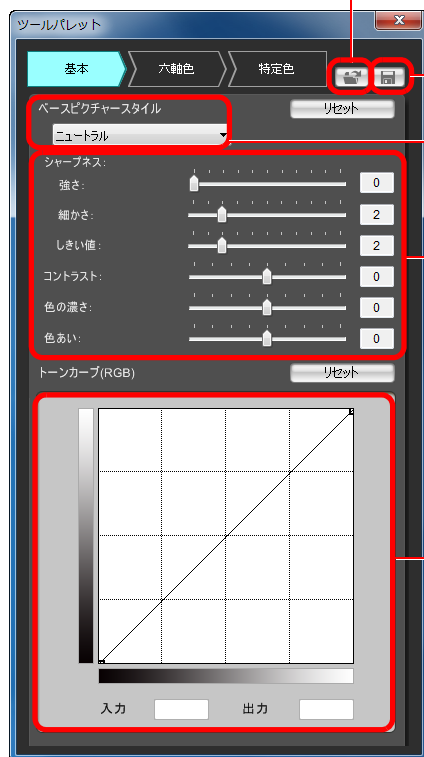 ツールパレット
基本 六軸色 特定色
ベースピクチャースタイル リセット
ニュートラル
シャープネス:
強さ: 0
細かさ: 2
しきい値: 2
コントラスト: 0
色の濃さ: 0
色あい: 0
トーンカーブ(RGB) リセット
入力 出力